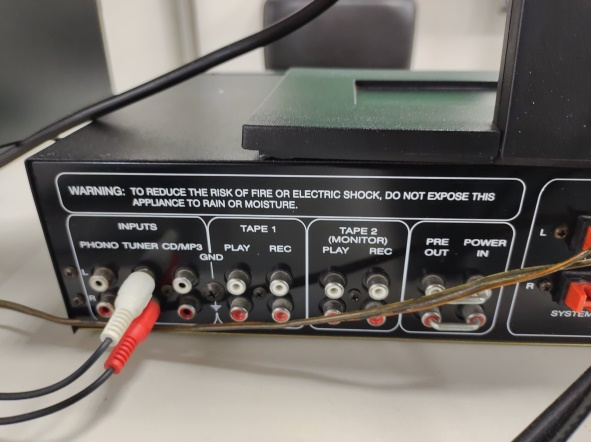 WARNING: TO REDUCE THE RISK OF FIRE OR ELECTRIC SHOCK, DO NOT EXPOSE THIS
APPLIANCE TO RAIN OR MOISTURE.
INPUTS
PHONO TUNER CD/MP3
GND
L
R
TAPE 1
PLAY REC
TAPE 2
(MONITOR)
PLAY REC
PRE
OUT
POWER
IN
L
R
SYSTEM